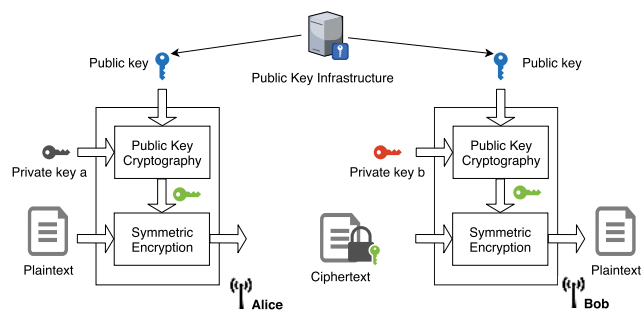 Public Key Infrastructure
Public key
Public key
Public Key
Cryptography
Private key a
Symmetric
Encryption
Plaintext
Alice
Ciphertext
Public Key
Cryptography
Private key b
Symmetric
Encryption
Plaintext
Bob